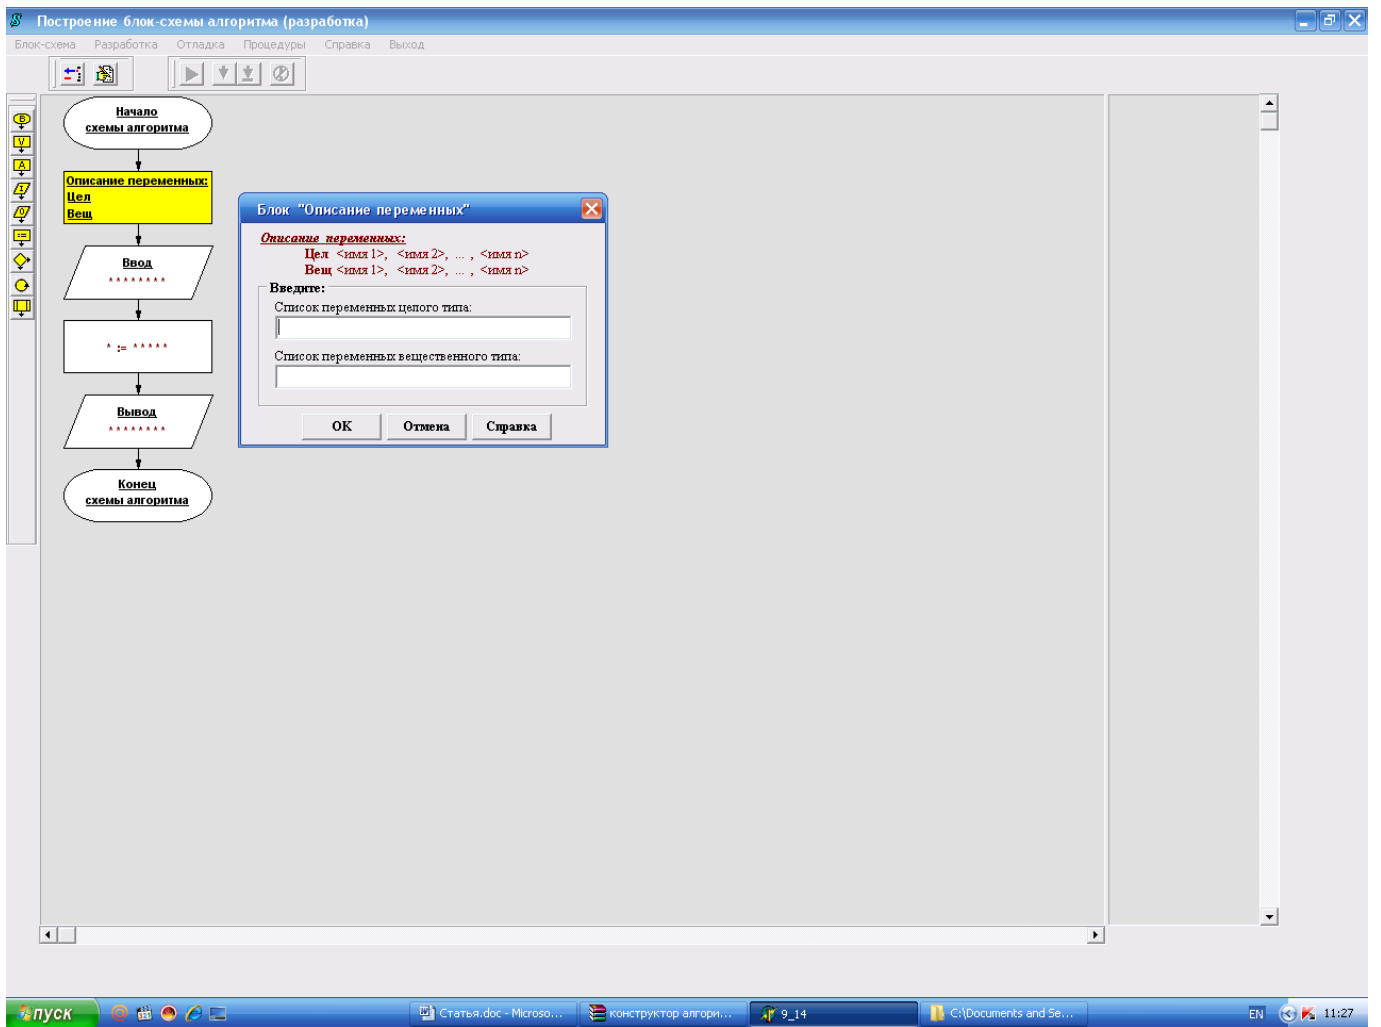 Построение блок-схемы алгоритма (разработка)
Блок-схема Разработка Отладка Процедуры Справка Выход
B
V
A
I
O
:=
Начало
схемы алгоритма
Описание переменных:
Цел
Вещ
Ввод
* * * * * * * *
* := * * * * *
Вывод
* * * * * * * *
Конец
схемы алгоритма
Блок "Описание переменных"
Описание переменных:
Цел <имя 1>, <имя 2>, ... , <имя n>
Вещ <имя 1>, <имя 2>, ... , <имя n>
Введите:
Список переменных целого типа:
Список переменных вещественного типа:
OK Отмена Справка
пуск
Статья.doc - Microso...
конструктор алгори...
9_14
C:\Documents and Se...
EN
11:27